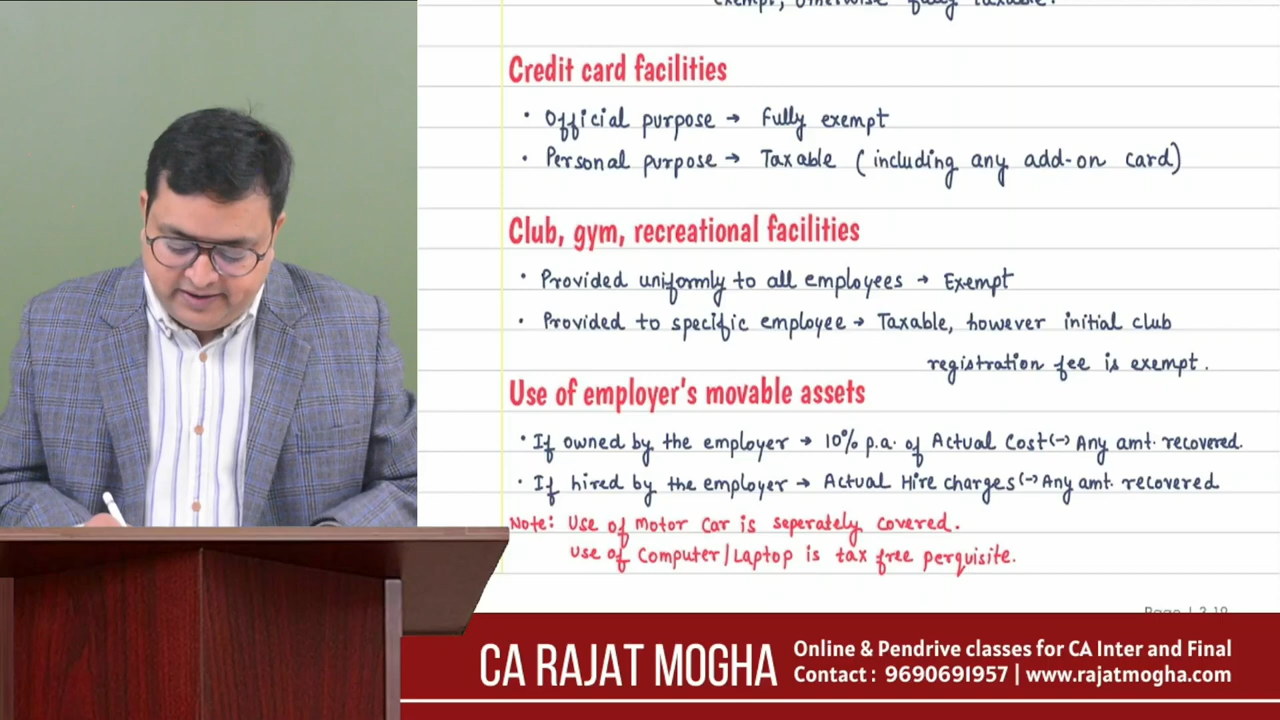 exempt, otherwise fully taxable.
Credit card facilities
• Official purpose → Fully exempt
• Personal purpose → Taxable (including any add-on card)
Club, gym, recreational facilities
• Provided uniformly to all employees → Exempt
• Provided to specific employee → Taxable, however initial club
registration fee is exempt.
Use of employer's movable assets
• If owned by the employer → 10% p.a. of Actual Cost (-) Any amt. recovered.
• If hired by the employer → Actual Hire charges (-) Any amt. recovered
Note: Use of Motor Car is seperately covered.
Use of Computer/Laptop is tax free perquisite.
CA RAJAT MOGHA
Online & Pendrive classes for CA Inter and Final
Contact : 9690691957 | www.rajatmogha.com